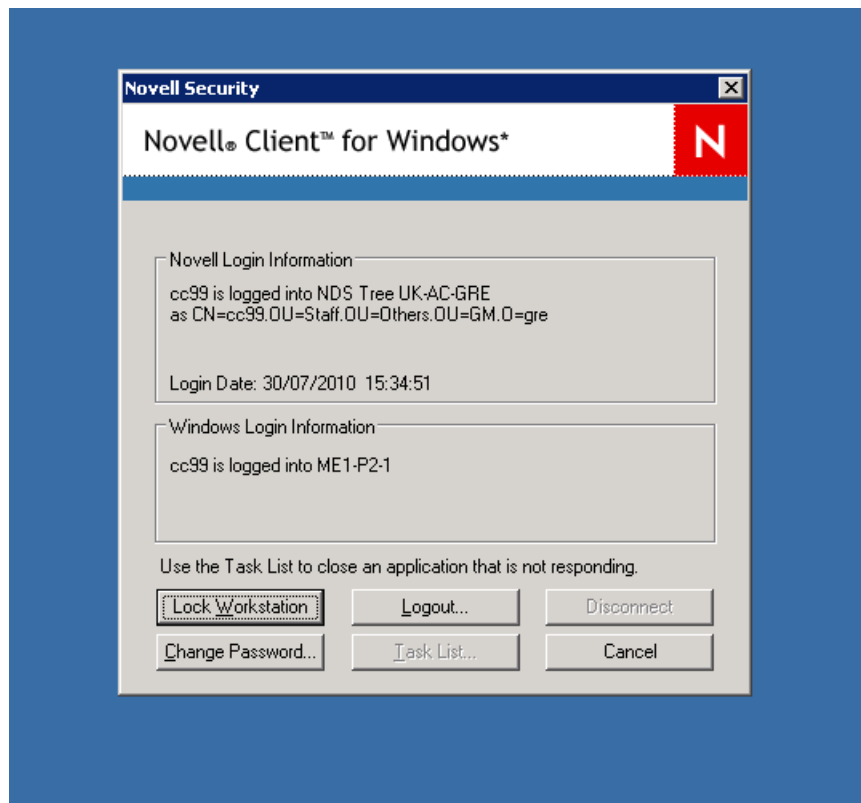 Novell Security
Novell® Client™ for Windows*
N
Novell Login Information
cc99 is logged into NDS Tree UK-AC-GRE
as CN=cc99.OU=Staff.OU=Others.OU=GM.O=gre
Login Date: 30/07/2010 15:34:51
Windows Login Information
cc99 is logged into ME1-P2-1
Use the Task List to close an application that is not responding.
Lock Workstation Logout... Disconnect
Change Password... Task List... Cancel